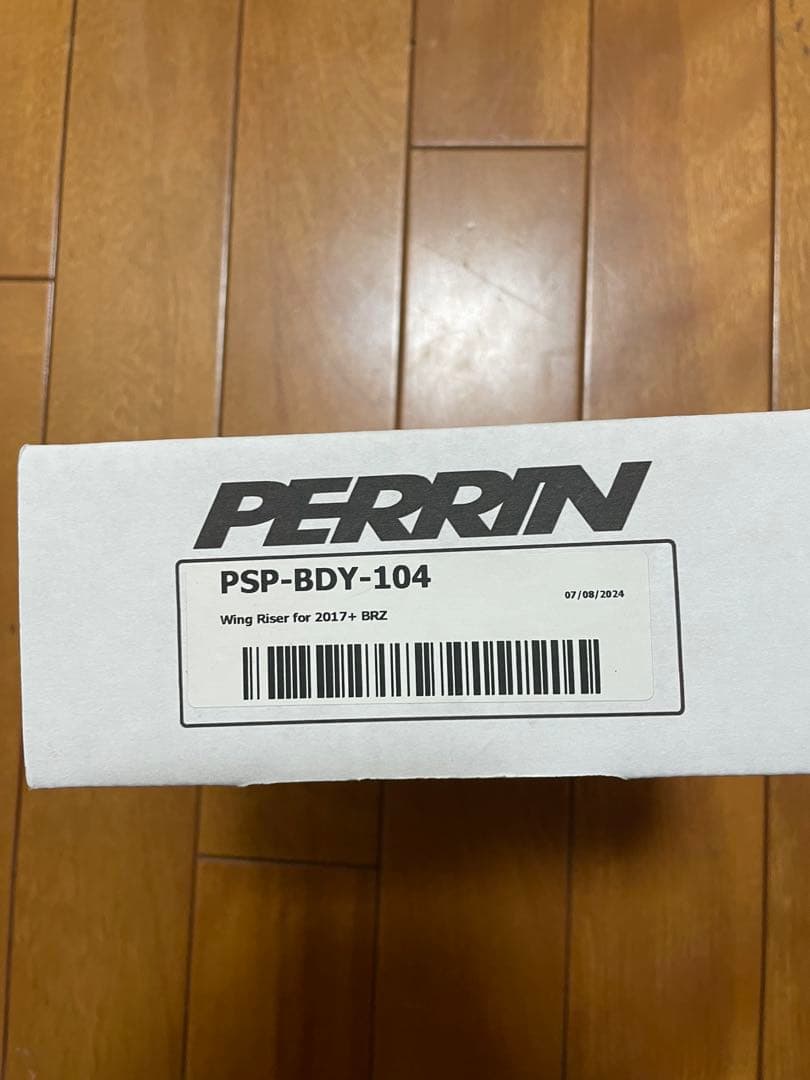 PERRIN
PSP-BDY-104
07/08/2024
Wing Riser for 2017+ BRZ